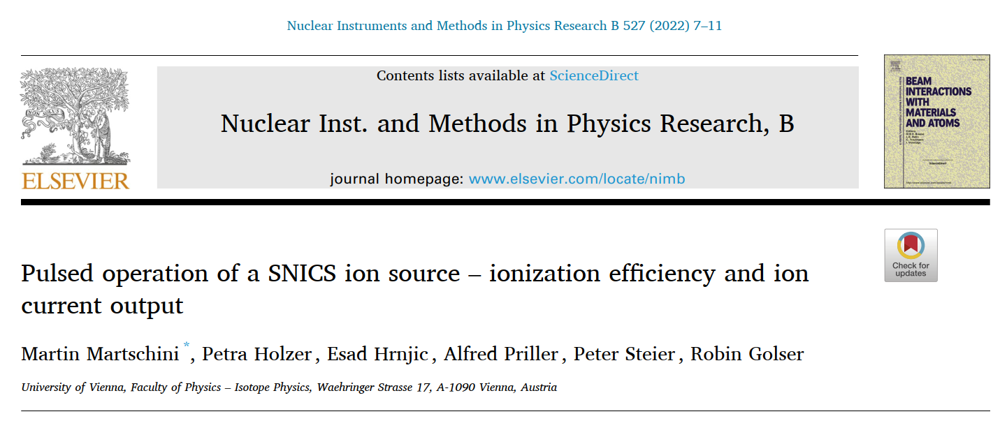 Nuclear Instruments and Methods in Physics Research B 527 (2022) 7–11
Contents lists available at ScienceDirect
Nuclear Inst. and Methods in Physics Research, B
journal homepage: www.elsevier.com/locate/nimb
NON SOLUS
ELSEVIER
BEAM
INTERACTIONS
WITH
MATERIALS
AND ATOMS
ScienceDirect
Check for
updates
Pulsed operation of a SNICS ion source – ionization efficiency and ion
current output
Martin Martschini *, Petra Holzer, Esad Hrnjic, Alfred Priller, Peter Steier, Robin Golser
University of Vienna, Faculty of Physics – Isotope Physics, Waehringer Strasse 17, A-1090 Vienna, Austria